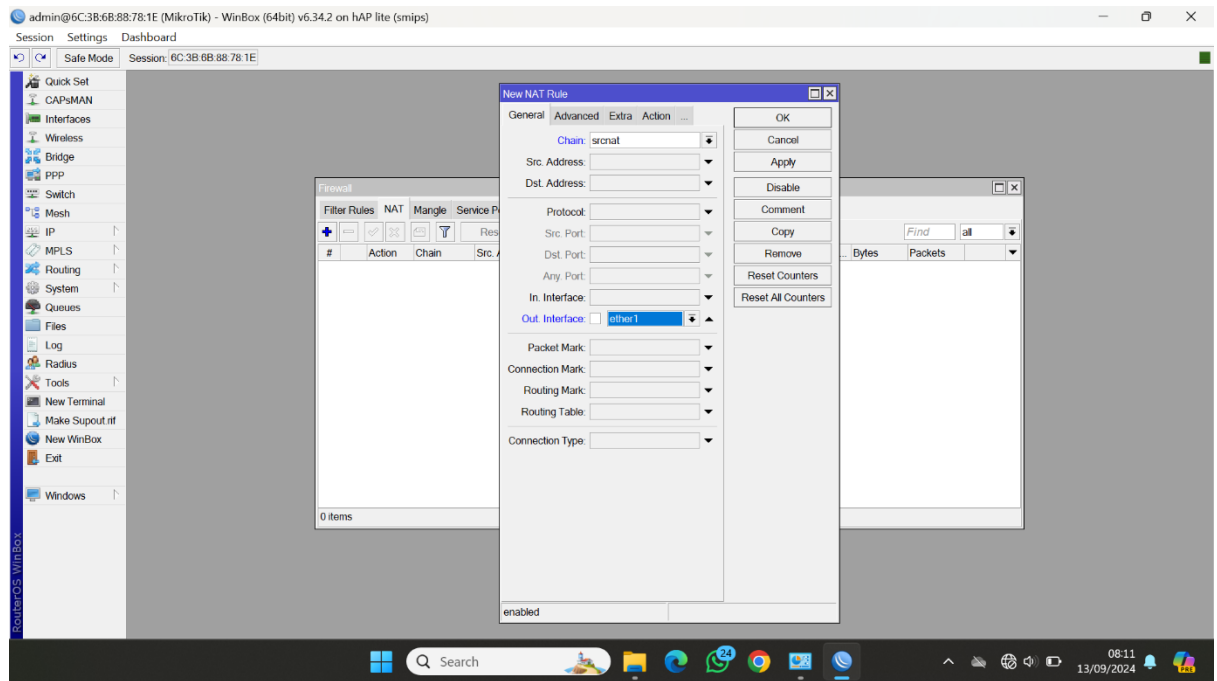 admin@6C:3B:6B:88:78:1E (MikroTik) - WinBox (64bit) v6.34.2 on hAP lite (smips)
Session Settings Dashboard
Safe Mode Session: 6C:3B:6B:88:78:1E
Quick Set
CAPsMAN
Interfaces
Wireless
Bridge
PPP
Switch
Mesh
IP
MPLS
Routing
System
Queues
Files
Log
Radius
Tools
New Terminal
Make Supout.rif
New WinBox
Exit
Windows
RouterOS WinBox
Firewall
Filter Rules NAT Mangle Service P
Res
Find all
# Action Chain Src. ... Bytes Packets
0 items
New NAT Rule
General Advanced Extra Action ...
Chain: srcnat
Src. Address:
Dst. Address:
Protocol:
Src. Port:
Dst. Port:
Any. Port:
In. Interface:
Out. Interface: ether1
Packet Mark:
Connection Mark:
Routing Mark:
Routing Table:
Connection Type:
enabled
OK
Cancel
Apply
Disable
Comment
Copy
Remove
Reset Counters
Reset All Counters
Search
24
08:11
13/09/2024
PRE